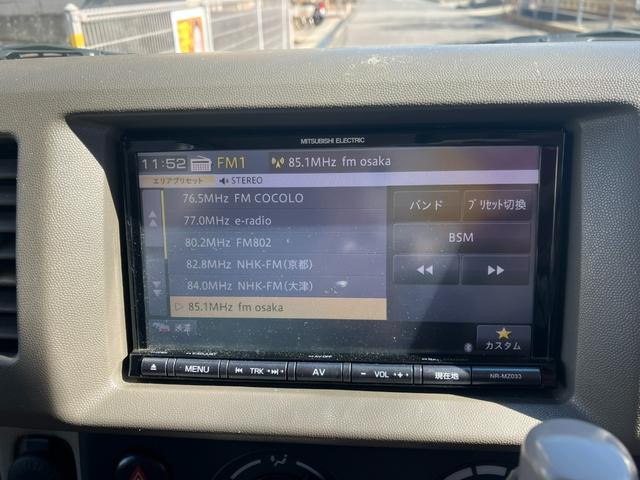 MITSUBISHI ELECTRIC
11:52 FM1 85.1MHz fm osaka
エリアプリセット STEREO
76.5MHz FM COCOLO
77.0MHz e-radio
80.2MHz FM802
82.8MHz NHK-FM(京都)
84.0MHz NHK-FM(大津)
85.1MHz fm osaka
バンド プリセット切換
BSM
渋滞
カスタム
MENU TRK AV - VOL + 現在地 NR-MZ033